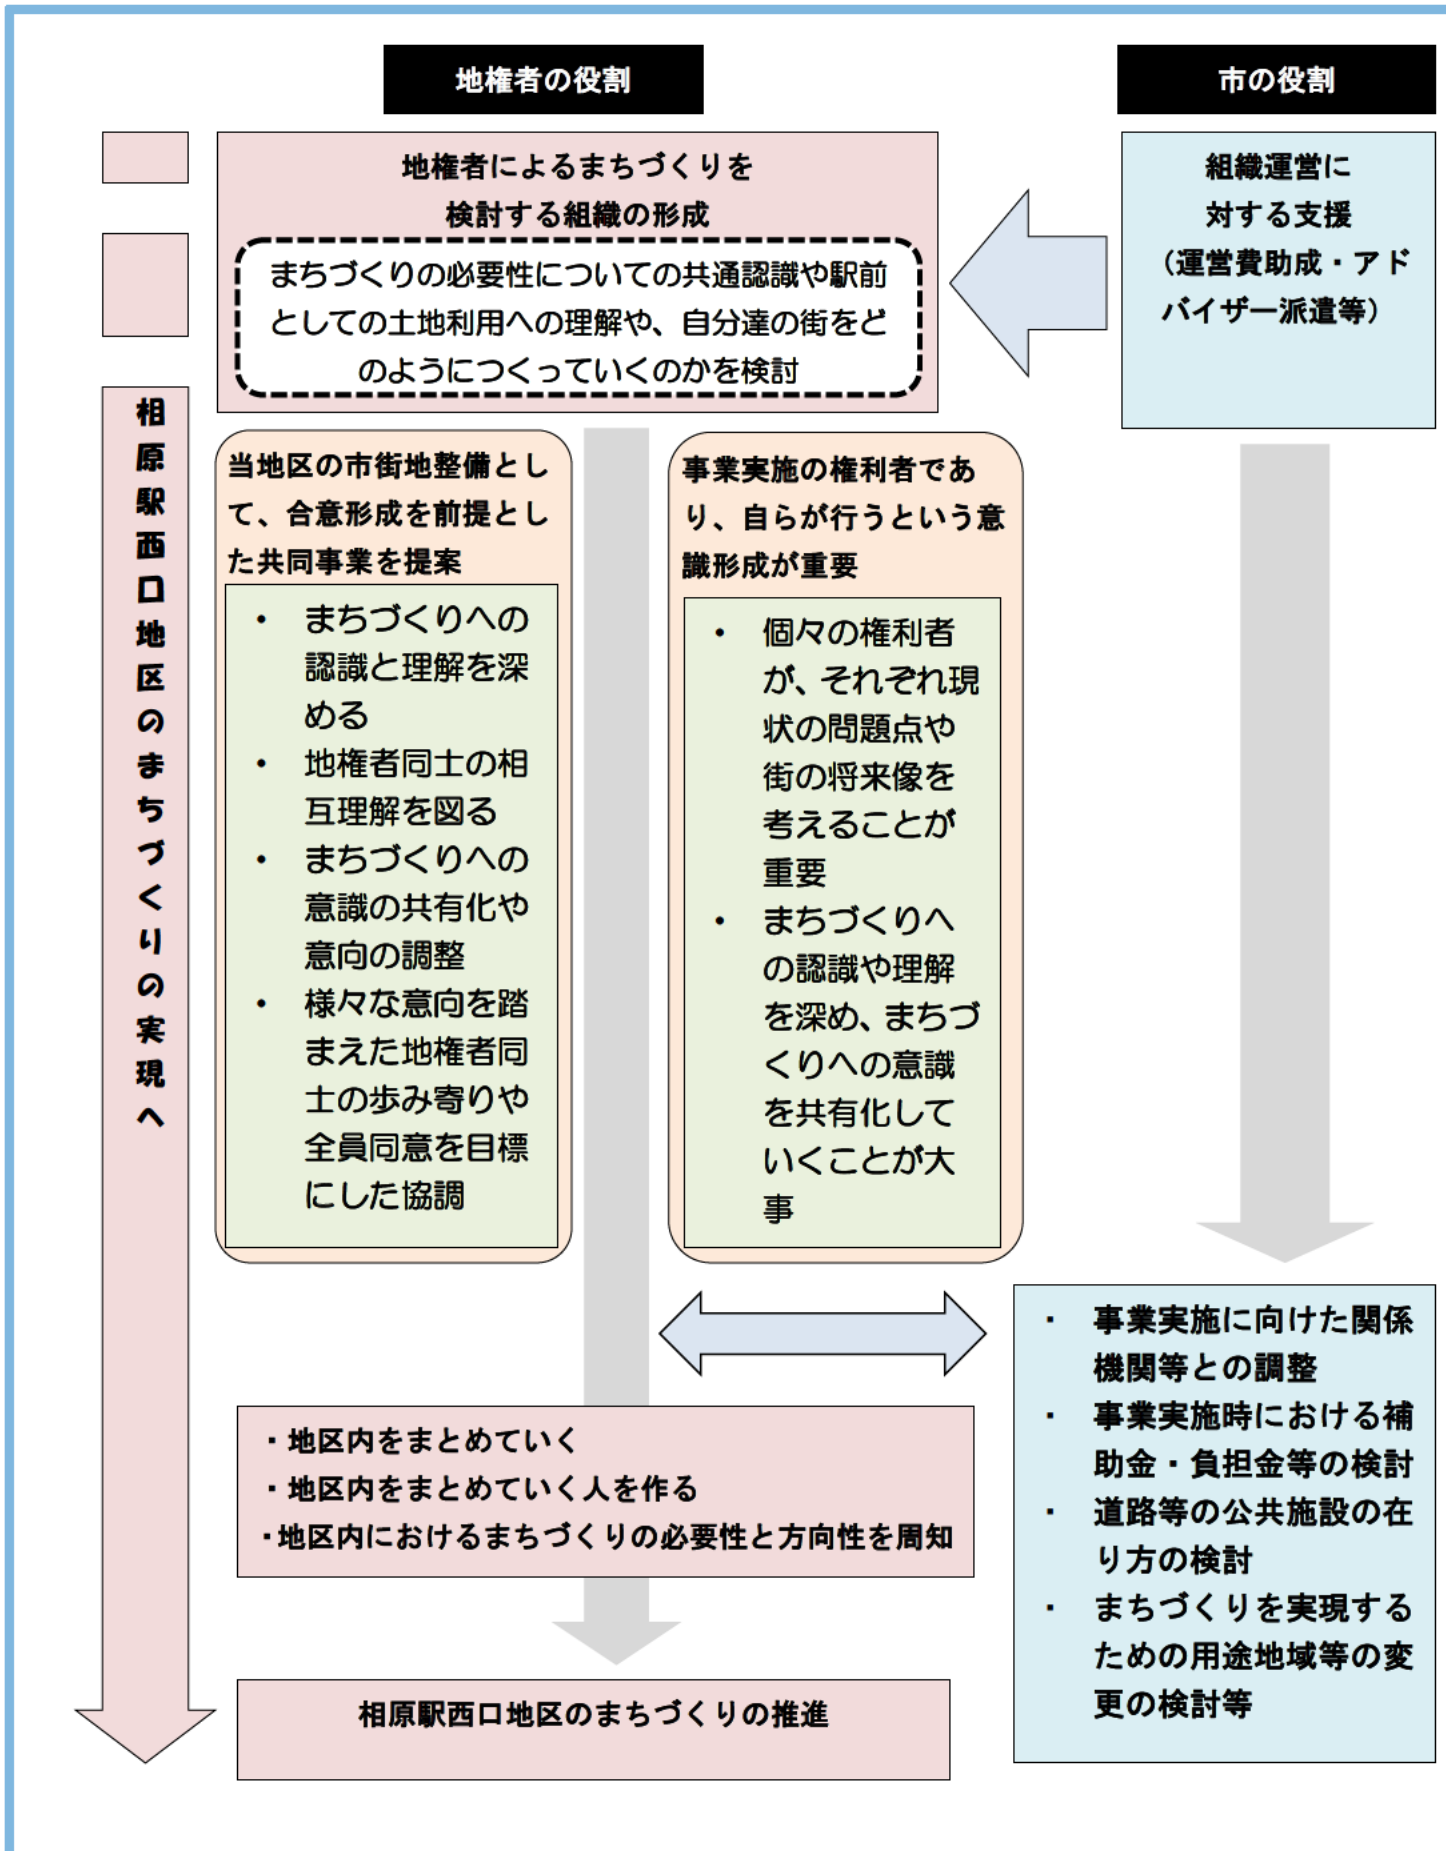 地権者の役割
市の役割
地権者によるまちづくりを
検討する組織の形成
まちづくりの必要性についての共通認識や駅前
としての土地利用への理解や、自分達の街をど
のようにつくっていくのかを検討
組織運営に
対する支援
（運営費助成・アド
バイザー派遣等）
相原駅西口地区のまちづくりの実現へ
当地区の市街地整備とし
て、合意形成を前提とし
た共同事業を提案
・ まちづくりへの
認識と理解を深
める
・ 地権者同士の相
互理解を図る
・ まちづくりへの
意識の共有化や
意向の調整
・ 様々な意向を踏
まえた地権者同
士の歩み寄りや
全員同意を目標
にした協調
事業実施の権利者であ
り、自らが行うという意
識形成が重要
・ 個々の権利者
が、それぞれ現
状の問題点や
街の将来像を
考えることが
重要
・ まちづくりへ
の認識や理解
を深め、まちづ
くりへの意識
を共有化して
いくことが大
事
・地区内をまとめていく
・地区内をまとめていく人を作る
・地区内におけるまちづくりの必要性と方向性を周知
相原駅西口地区のまちづくりの推進
・ 事業実施に向けた関係
機関等との調整
・ 事業実施時における補
助金・負担金等の検討
・ 道路等の公共施設の在
り方の検討
・ まちづくりを実現する
ための用途地域等の変
更の検討等